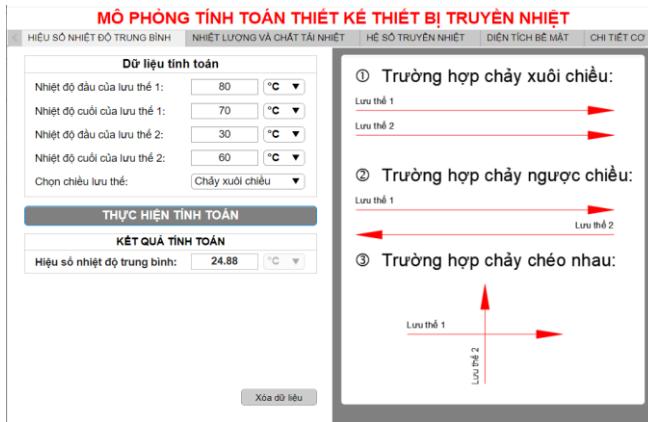 MÔ PHỎNG TÍNH TOÁN THIẾT KẾ THIẾT BỊ TRUYỀN NHIỆT
HIỆU SỐ NHIỆT ĐỘ TRUNG BÌNH NHIỆT LƯỢNG VÀ CHẤT TẢI NHIỆT HỆ SỐ TRUYỀN NHIỆT DIỆN TÍCH BỀ MẶT CHI TIẾT CƠ
Dữ liệu tính toán
Nhiệt độ đầu của lưu thể 1: 80 °C
Nhiệt độ cuối của lưu thể 1: 70 °C
Nhiệt độ đầu của lưu thể 2: 30 °C
Nhiệt độ cuối của lưu thể 2: 60 °C
Chọn chiều lưu thể: Chảy xuôi chiều
THỰC HIỆN TÍNH TOÁN
KẾT QUẢ TÍNH TOÁN
Hiệu số nhiệt độ trung bình: 24.88 °C
Xóa dữ liệu
① Trường hợp chảy xuôi chiều:
Lưu thể 1
Lưu thể 2
② Trường hợp chảy ngược chiều:
Lưu thể 1
Lưu thể 2
③ Trường hợp chảy chéo nhau:
Lưu thể 1
Lưu thể 2